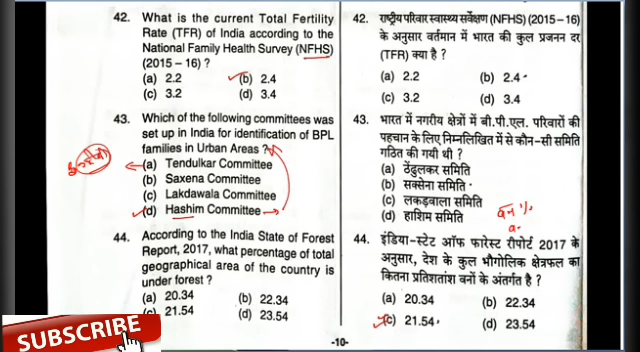 42. What is the current Total Fertility
Rate (TFR) of India according to the
National Family Health Survey (NFHS)
(2015 – 16) ?
(a) 2.2 (b) 2.4
(c) 3.2 (d) 3.4
43. Which of the following committees was
set up in India for identification of BPL
families in Urban Areas ?
(a) Tendulkar Committee
(b) Saxena Committee
(c) Lakdawala Committee
(d) Hashim Committee
44. According to the India State of Forest
Report, 2017, what percentage of total
geographical area of the country is
under forest ?
(a) 20.34 (b) 22.34
(c) 21.54 (d) 23.54
42. राष्ट्रीय परिवार स्वास्थ्य सर्वेक्षण (NFHS) (2015 – 16)
के अनुसार वर्तमान में भारत की कुल प्रजनन दर
(TFR) क्या है ?
(a) 2.2 (b) 2.4
(c) 3.2 (d) 3.4
43. भारत में नगरीय क्षेत्रों में बी.पी.एल. परिवारों की
पहचान के लिए निम्नलिखित में से कौन-सी समिति
गठित की गयी थी ?
(a) तेंदुलकर समिति
(b) सक्सेना समिति
(c) लकड़वाला समिति
(d) हाशिम समिति
44. इंडिया-स्टेट ऑफ फारेस्ट रीपोर्ट 2017 के
अनुसार, देश के कुल भौगोलिक क्षेत्रफल का
कितना प्रतिशतांश वनों के अंतर्गत है ?
(a) 20.34 (b) 22.34
(c) 21.54 (d) 23.54
-10-
SUBSCRIBE